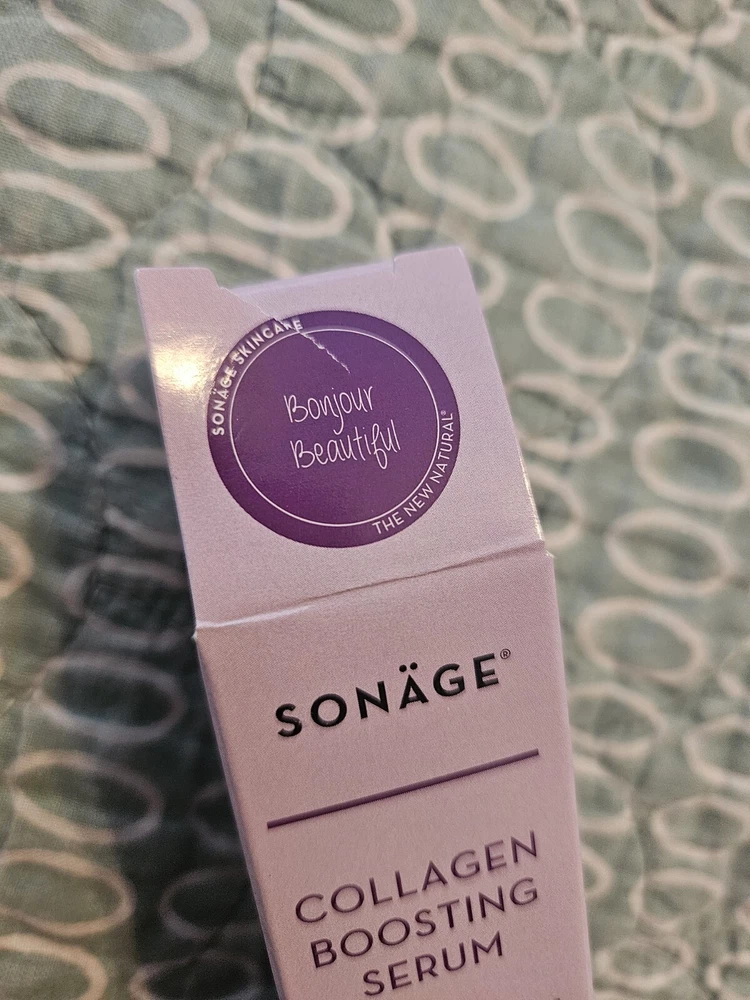 SONÄGE SKINCARE
Bonjour
Beautiful
THE NEW NATURAL®
SONÄGE®
COLLAGEN
BOOSTING
SERUM